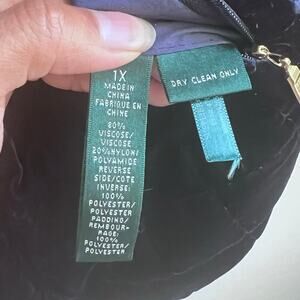 1X
MADE IN
CHINA
FABRIQUE EN
CHINE
80%
VISCOSE/
VISCOSE
20%NYLON/
POLYAMIDE
REVERSE
SIDE/COTE
INVERSE:
100%
POLYESTER/
POLYESTER
PADDING/
REMBOUR-
RAGE:
100%
POLYESTER/
POLYESTER
DRY CLEAN ONLY